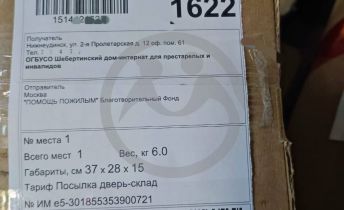 1622
Получатель
Нижнеудинск, ул. 2-я Пролетарская д. 12 оф. пом. 61
Тел.
ОГБУСО Шебертинский дом-интернат для престарелых и
инвалидов
Отправитель
Москва
"ПОМОЩЬ ПОЖИЛЫМ" Благотворительный Фонд
№ места 1
Всего мест 1 Вес, кг 6.0
Габариты, см 37 x 28 x 15
Тариф Посылка дверь-склад
№ ИМ e5-301855353900721